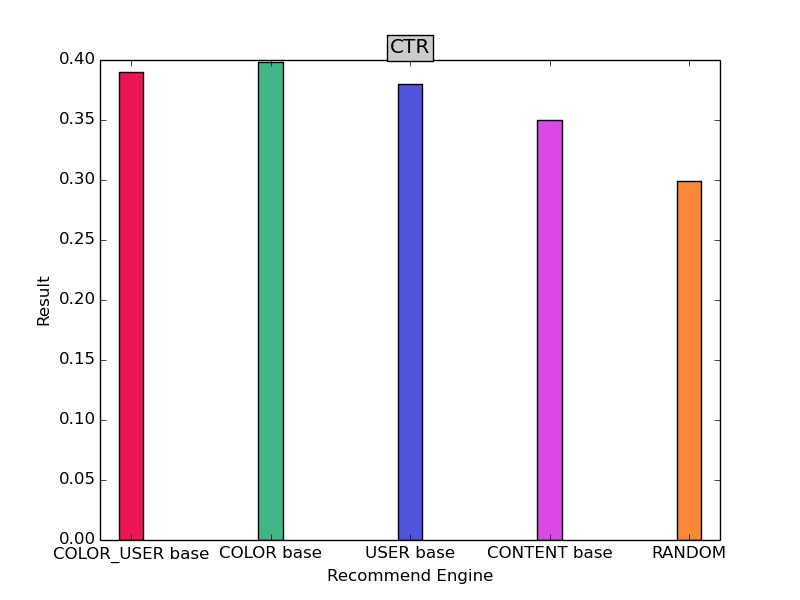 CTR
0.40
0.35
0.30
0.25
0.20
0.15
0.10
0.05
0.00
Result
COLOR_USER base COLOR base USER base CONTENT base RANDOM
Recommend Engine